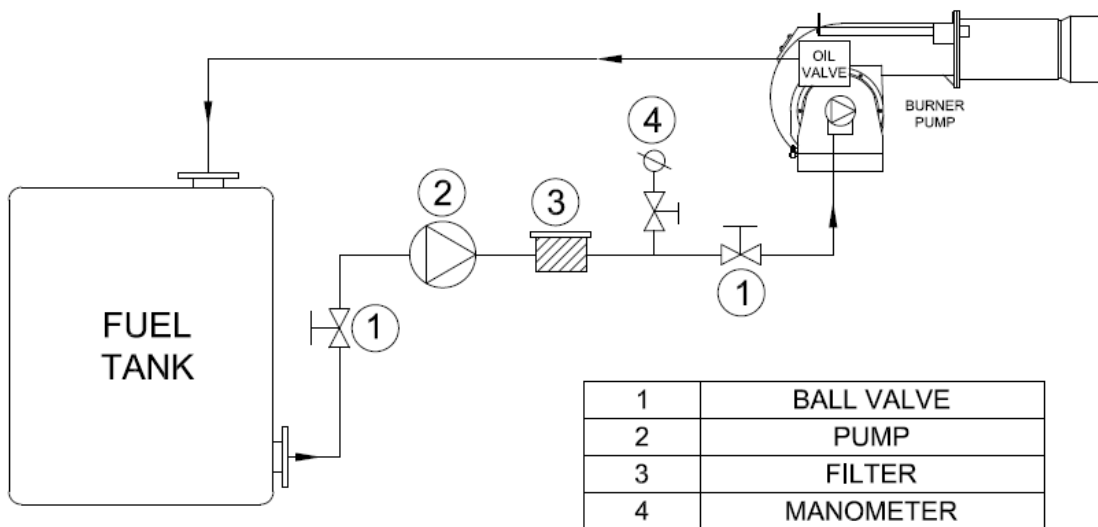 OIL
VALVE
BURNER
PUMP
4
2
3
1
1
FUEL
TANK
1 BALL VALVE
2 PUMP
3 FILTER
4 MANOMETER